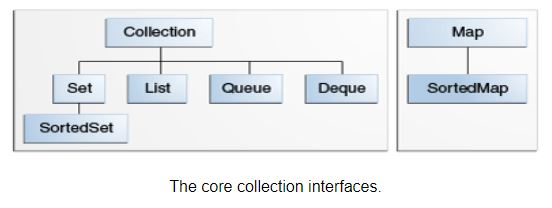 Collection
Map
Set
List
Queue
Deque
SortedMap
SortedSet
The core collection interfaces.